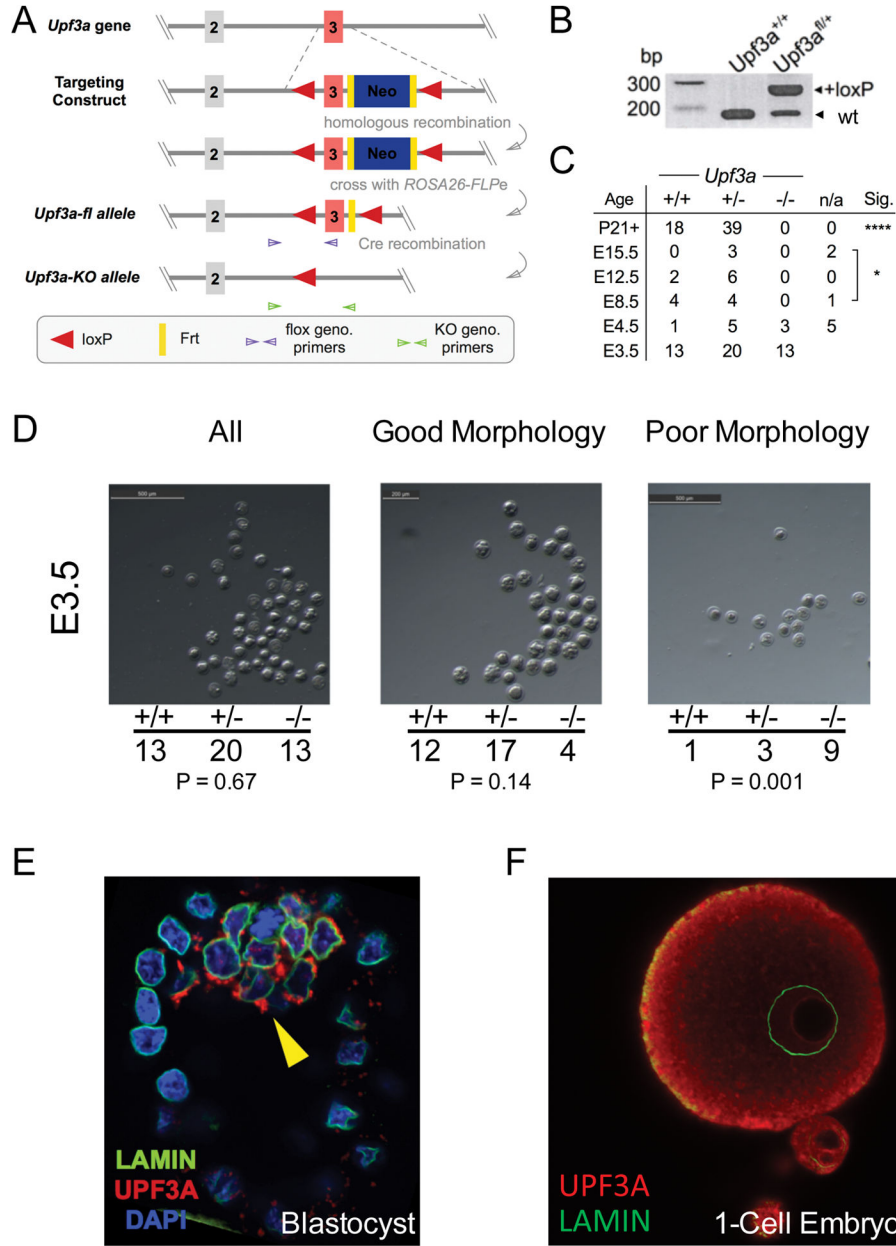 A
Upf3a gene
2
3
Targeting
Construct
2
3
Neo
homologous recombination
2
3
Neo
cross with ROSA26-FLPe
Upf3a-fl allele
2
3
Cre recombination
Upf3a-KO allele
2
loxP
Frt
flox geno.
primers
KO geno.
primers
B
bp
Upf3a+/+
Upf3afl/+
300
200
+loxP
wt
C
Upf3a
Age +/+ +/- -/- n/a Sig.
P21+ 18 39 0 0 ****
E15.5 0 3 0 2
E12.5 2 6 0 0 *
E8.5 4 4 0 1
E4.5 1 5 3 5
E3.5 13 20 13
D
All
Good Morphology
Poor Morphology
E3.5
500 µm
200 µm
500 µm
+/+ +/- -/-
13 20 13
P = 0.67
+/+ +/- -/-
12 17 4
P = 0.14
+/+ +/- -/-
1 3 9
P = 0.001
E
LAMIN
UPF3A
DAPI
Blastocyst
F
UPF3A
LAMIN
1-Cell Embryo